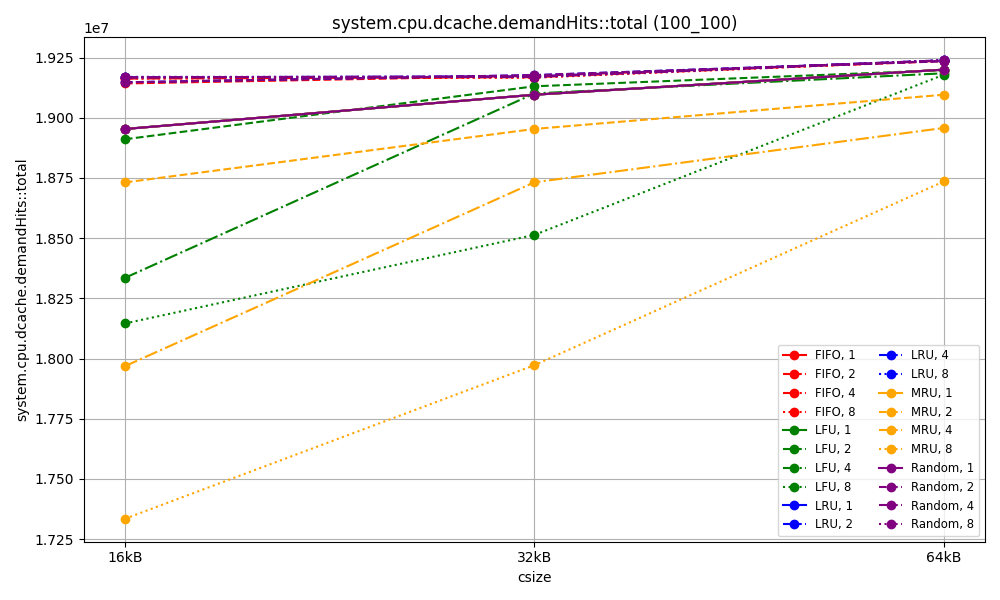 system.cpu.dcache.demandHits::total (100_100)
1e7
1.925
1.900
1.875
1.850
1.825
1.800
1.775
1.750
1.725
system.cpu.dcache.demandHits::total
16kB
32kB
64kB
csize
FIFO, 1
FIFO, 2
FIFO, 4
FIFO, 8
LFU, 1
LFU, 2
LFU, 4
LFU, 8
LRU, 1
LRU, 2
LRU, 4
LRU, 8
MRU, 1
MRU, 2
MRU, 4
MRU, 8
Random, 1
Random, 2
Random, 4
Random, 8